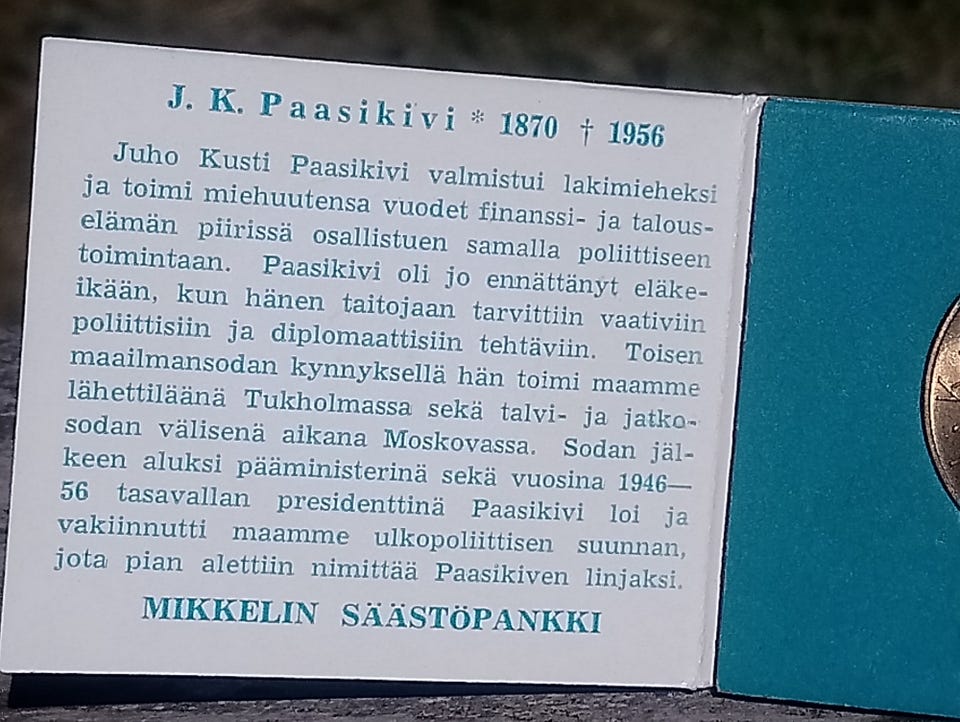 J. K. Paasikivi * 1870 † 1956
Juho Kusti Paasikivi valmistui lakimieheksi
ja toimi miehuutensa vuodet finanssi- ja talous-
elämän piirissä osallistuen samalla poliittiseen
toimintaan. Paasikivi oli jo ennättänyt eläke-
ikään, kun hänen taitojaan tarvittiin vaativiin
poliittisiin ja diplomaattisiin tehtäviin. Toisen
maailmansodan kynnyksellä hän toimi maamme
lähettiläänä Tukholmassa sekä talvi- ja jatko-
sodan välisenä aikana Moskovassa. Sodan jäl-
keen aluksi pääministerinä sekä vuosina 1946—
56 tasavallan presidenttinä Paasikivi loi ja
vakiinnutti maamme ulkopoliittisen suunnan,
jota pian alettiin nimittää Paasikiven linjaksi.
MIKKELIN SÄÄSTÖPANKKI